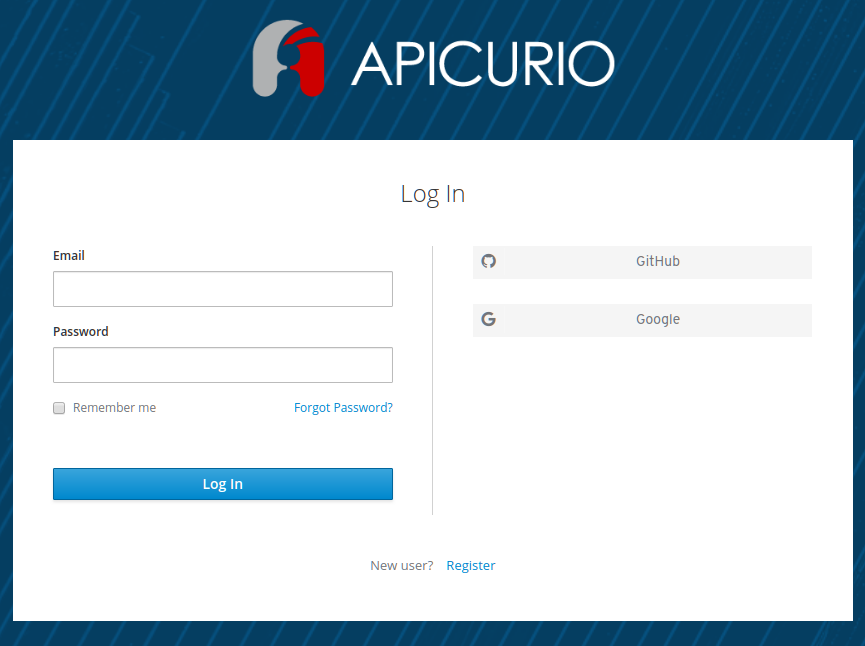 APICURIO
Log In
Email
Password
Remember me
Forgot Password?
Log In
GitHub
Google
New user? Register